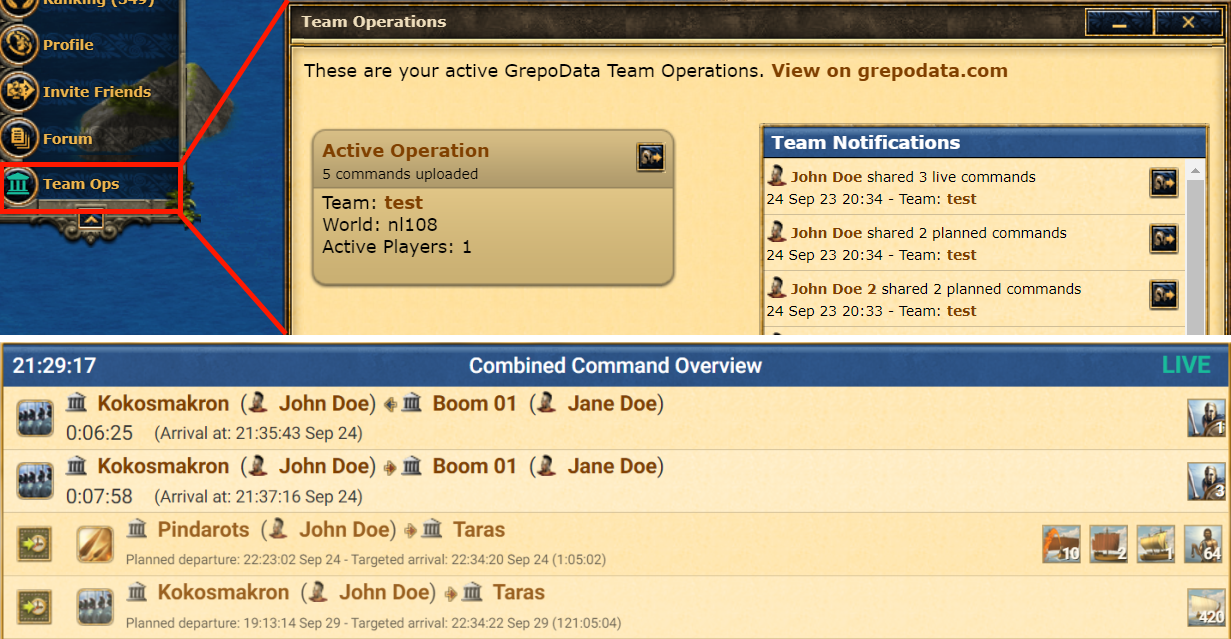 Ranking (549)
Profile
Invite Friends
Forum
Team Ops
Team Operations
These are your active GrepoData Team Operations. View on grepodata.com
Active Operation
5 commands uploaded
Team: test
World: nl108
Active Players: 1
Team Notifications
John Doe shared 3 live commands
24 Sep 23 20:34 - Team: test
John Doe shared 2 planned commands
24 Sep 23 20:34 - Team: test
John Doe 2 shared 2 planned commands
24 Sep 23 20:33 - Team: test
21:29:17 Combined Command Overview LIVE
Kokosmakron (John Doe) Boom 01 (Jane Doe)
0:06:25 (Arrival at: 21:35:43 Sep 24) 1
Kokosmakron (John Doe) Boom 01 (Jane Doe)
0:07:58 (Arrival at: 21:37:16 Sep 24) 3
Pindarots (John Doe) Taras
Planned departure: 22:23:02 Sep 24 - Targeted arrival: 22:34:20 Sep 24 (1:05:02) 10 2 1 64
Kokosmakron (John Doe) Taras
Planned departure: 19:13:14 Sep 29 - Targeted arrival: 22:34:22 Sep 29 (121:05:04) 420